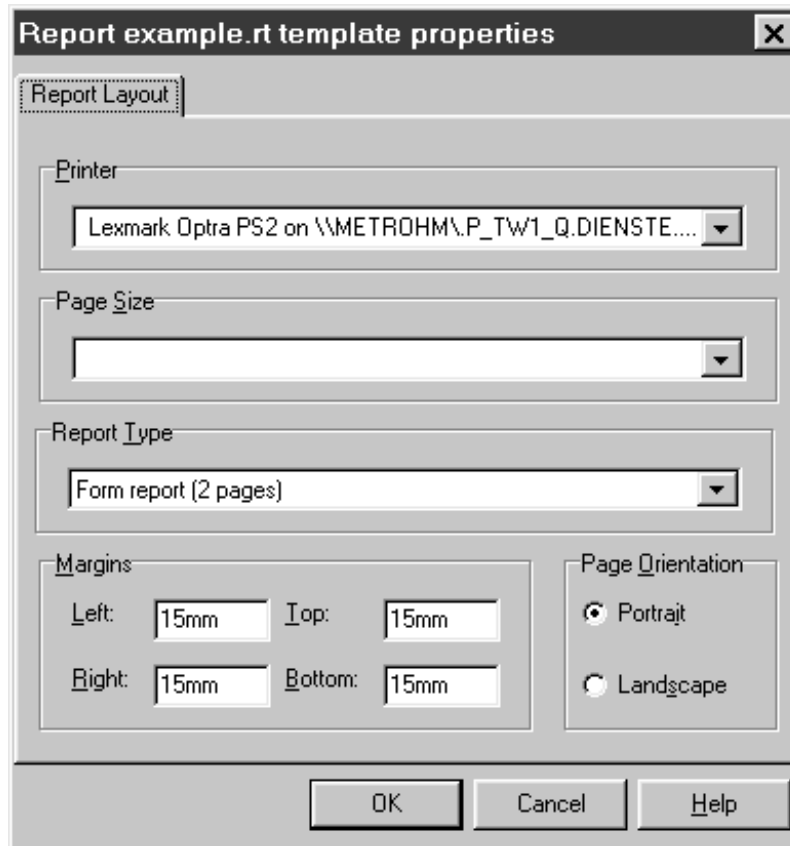 Report example.rt template properties
Report Layout
Printer
Lexmark Optra PS2 on \\METROHM\.P_TW1_Q.DIENSTE....
Page Size
Report Type
Form report (2 pages)
Margins
Page Orientation
Left: 15mm Top: 15mm
Portrait
Right: 15mm Bottom: 15mm
Landscape
OK Cancel Help